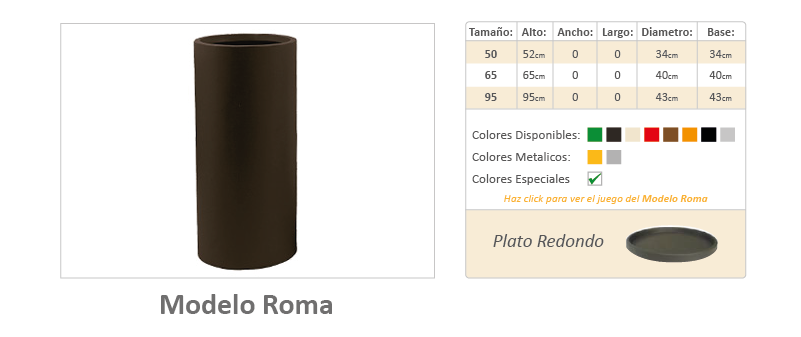 Tamaño: Alto: Ancho: Largo: Diametro: Base:
50 52cm 0 0 34cm 34cm
65 65cm 0 0 40cm 40cm
95 95cm 0 0 43cm 43cm
Colores Disponibles:
Colores Metalicos:
Colores Especiales
Haz click para ver el juego del Modelo Roma
Plato Redondo
Modelo Roma